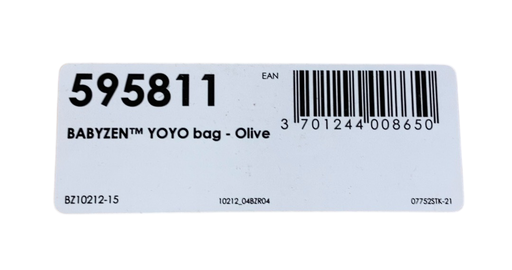 595811
EAN
3 701244 008650
BABYZEN™ YOYO bag - Olive
BZ10212-15
10212_04BZR04
07752STK-21